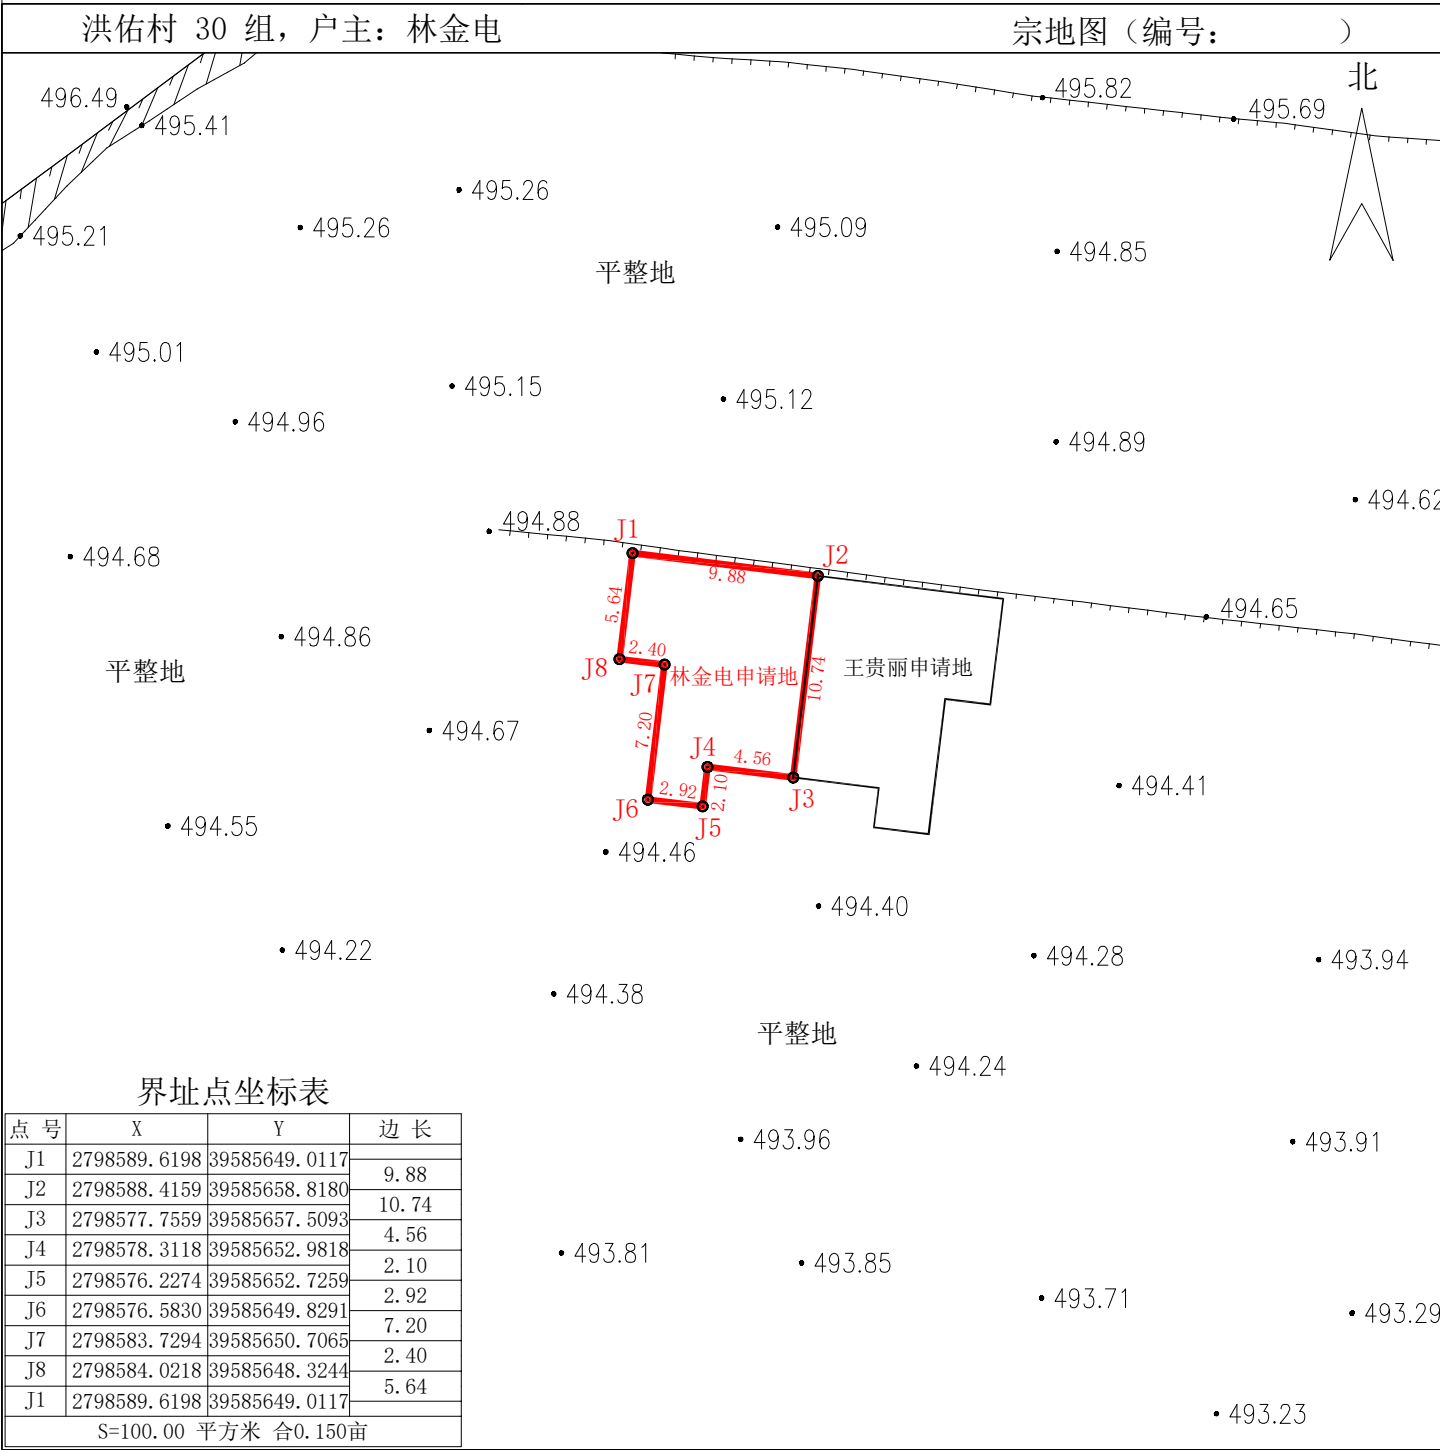 洪佑村 30 组，户主：林金电
宗地图（编号： ）
北
496.49
495.41
495.82
495.69
495.21
495.26
495.26
495.09
494.85
平整地
495.01
495.15
495.12
494.96
494.89
494.62
494.88
J1
J2
9.88
494.68
5.64
494.65
494.86
平整地
J8
2.40
J7
林金电申请地
10.74
王贵丽申请地
494.67
7.20
J4
4.56
J3
494.41
J6
2.92
2.10
J5
494.55
494.46
494.40
494.22
494.28
493.94
494.38
平整地
494.24
493.96
493.91
493.81
493.85
493.71
493.29
493.23
界址点坐标表
点 号 X Y 边 长
J1 2798589.6198 39585649.0117
9.88
J2 2798588.4159 39585658.8180
10.74
J3 2798577.7559 39585657.5093
4.56
J4 2798578.3118 39585652.9818
2.10
J5 2798576.2274 39585652.7259
2.92
J6 2798576.5830 39585649.8291
7.20
J7 2798583.7294 39585650.7065
2.40
J8 2798584.0218 39585648.3244
5.64
J1 2798589.6198 39585649.0117
S=100.00 平方米 合0.150亩